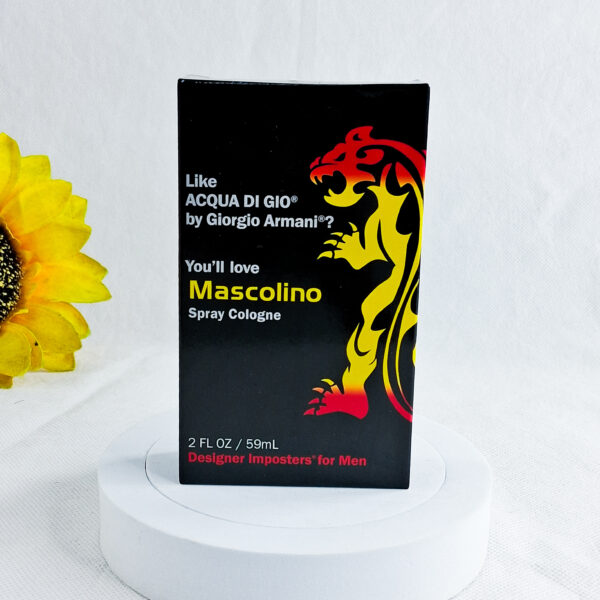 Like
ACQUA DI GIO®
by Giorgio Armani®?
You'll love
Mascolino
Spray Cologne
2 FL OZ / 59mL
Designer Imposters® for Men